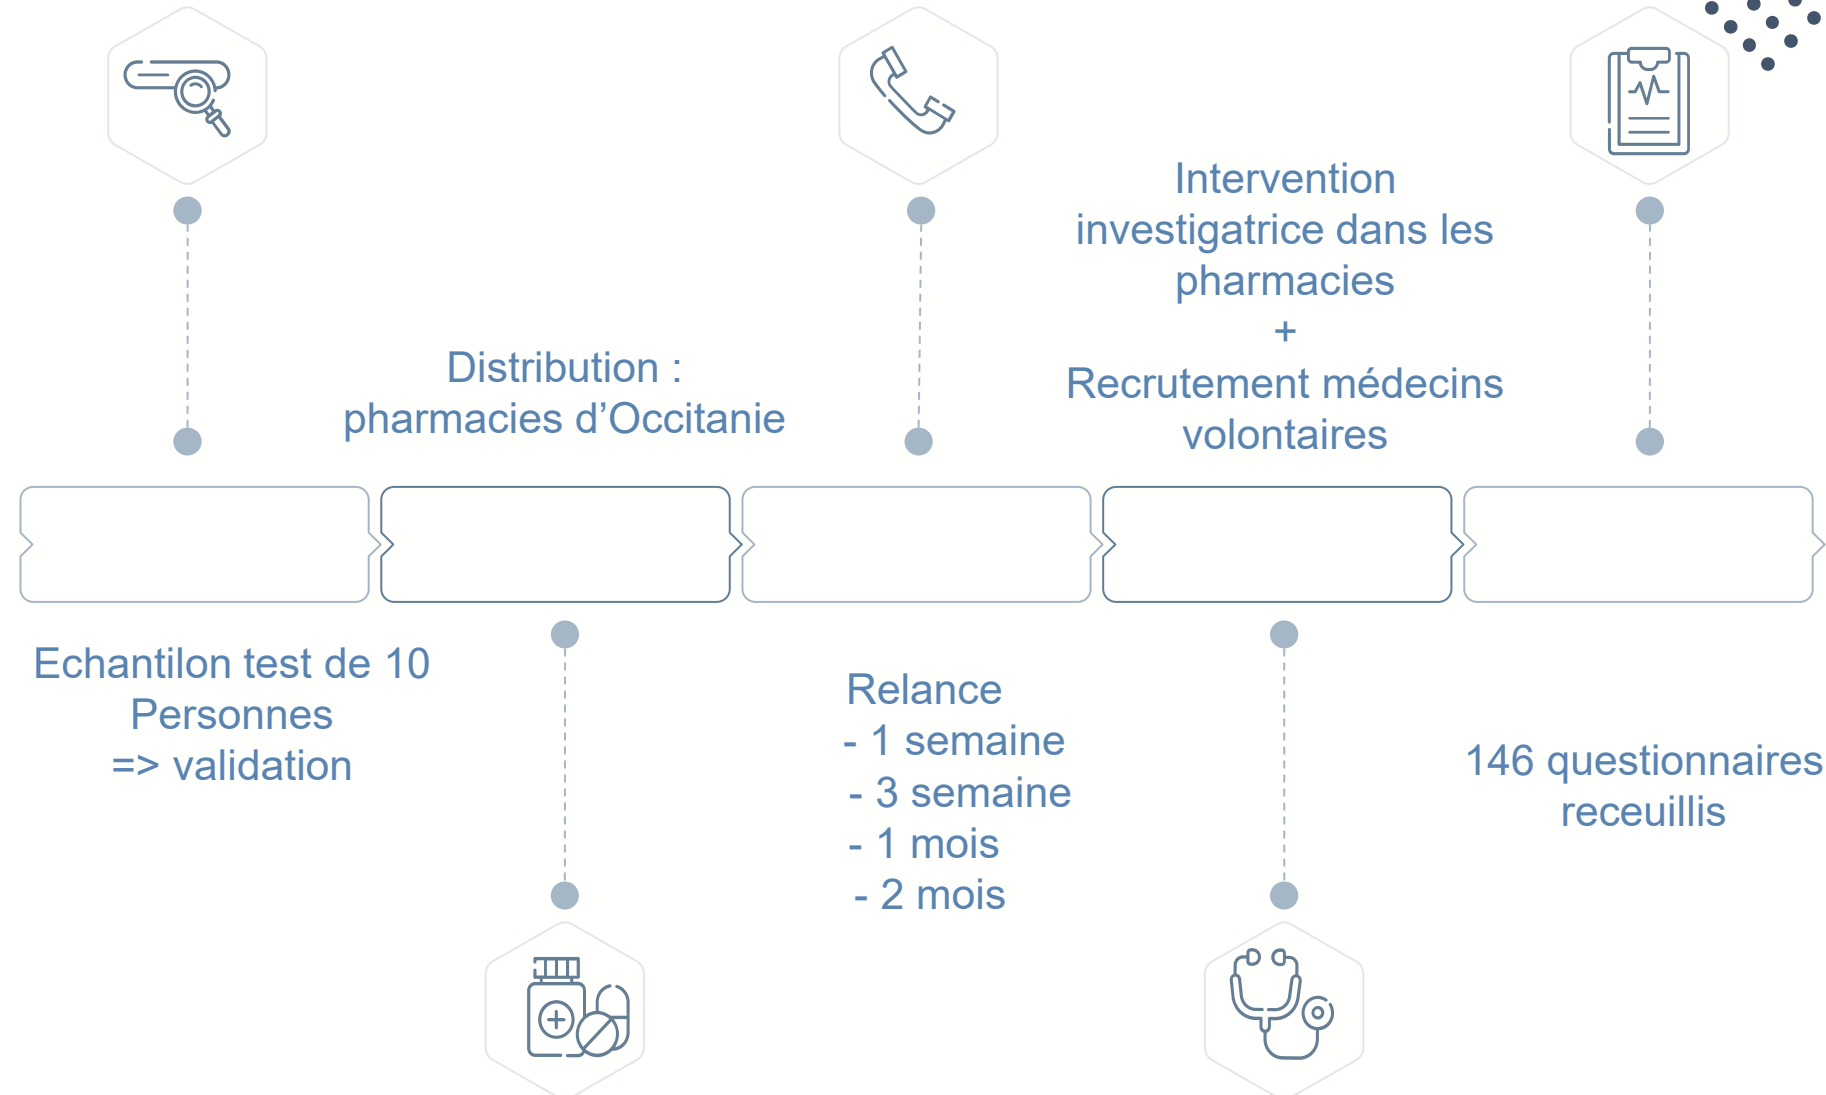 Echantilon test de 10
Personnes
=> validation
Distribution :
pharmacies d’Occitanie
Relance
- 1 semaine
- 3 semaine
- 1 mois
- 2 mois
Intervention
investigatrice dans les
pharmacies
+
Recrutement médecins
volontaires
146 questionnaires
receuillis